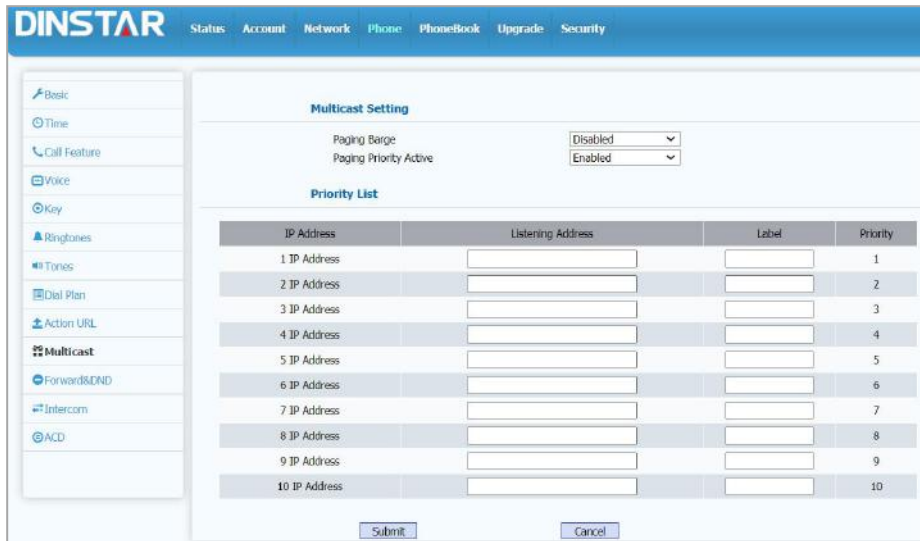 DINSTAR
Status Account Network Phone PhoneBook Upgrade Security
Basic
Time
Call Feature
Voice
Key
Ringtones
Tones
Dial Plan
Action URL
Multicast
Forward&DND
Intercom
ACD
Multicast Setting
Paging Barge Disabled
Paging Priority Active Enabled
Priority List
IP Address Listening Address Label Priority
1 IP Address 1
2 IP Address 2
3 IP Address 3
4 IP Address 4
5 IP Address 5
6 IP Address 6
7 IP Address 7
8 IP Address 8
9 IP Address 9
10 IP Address 10
Submit Cancel